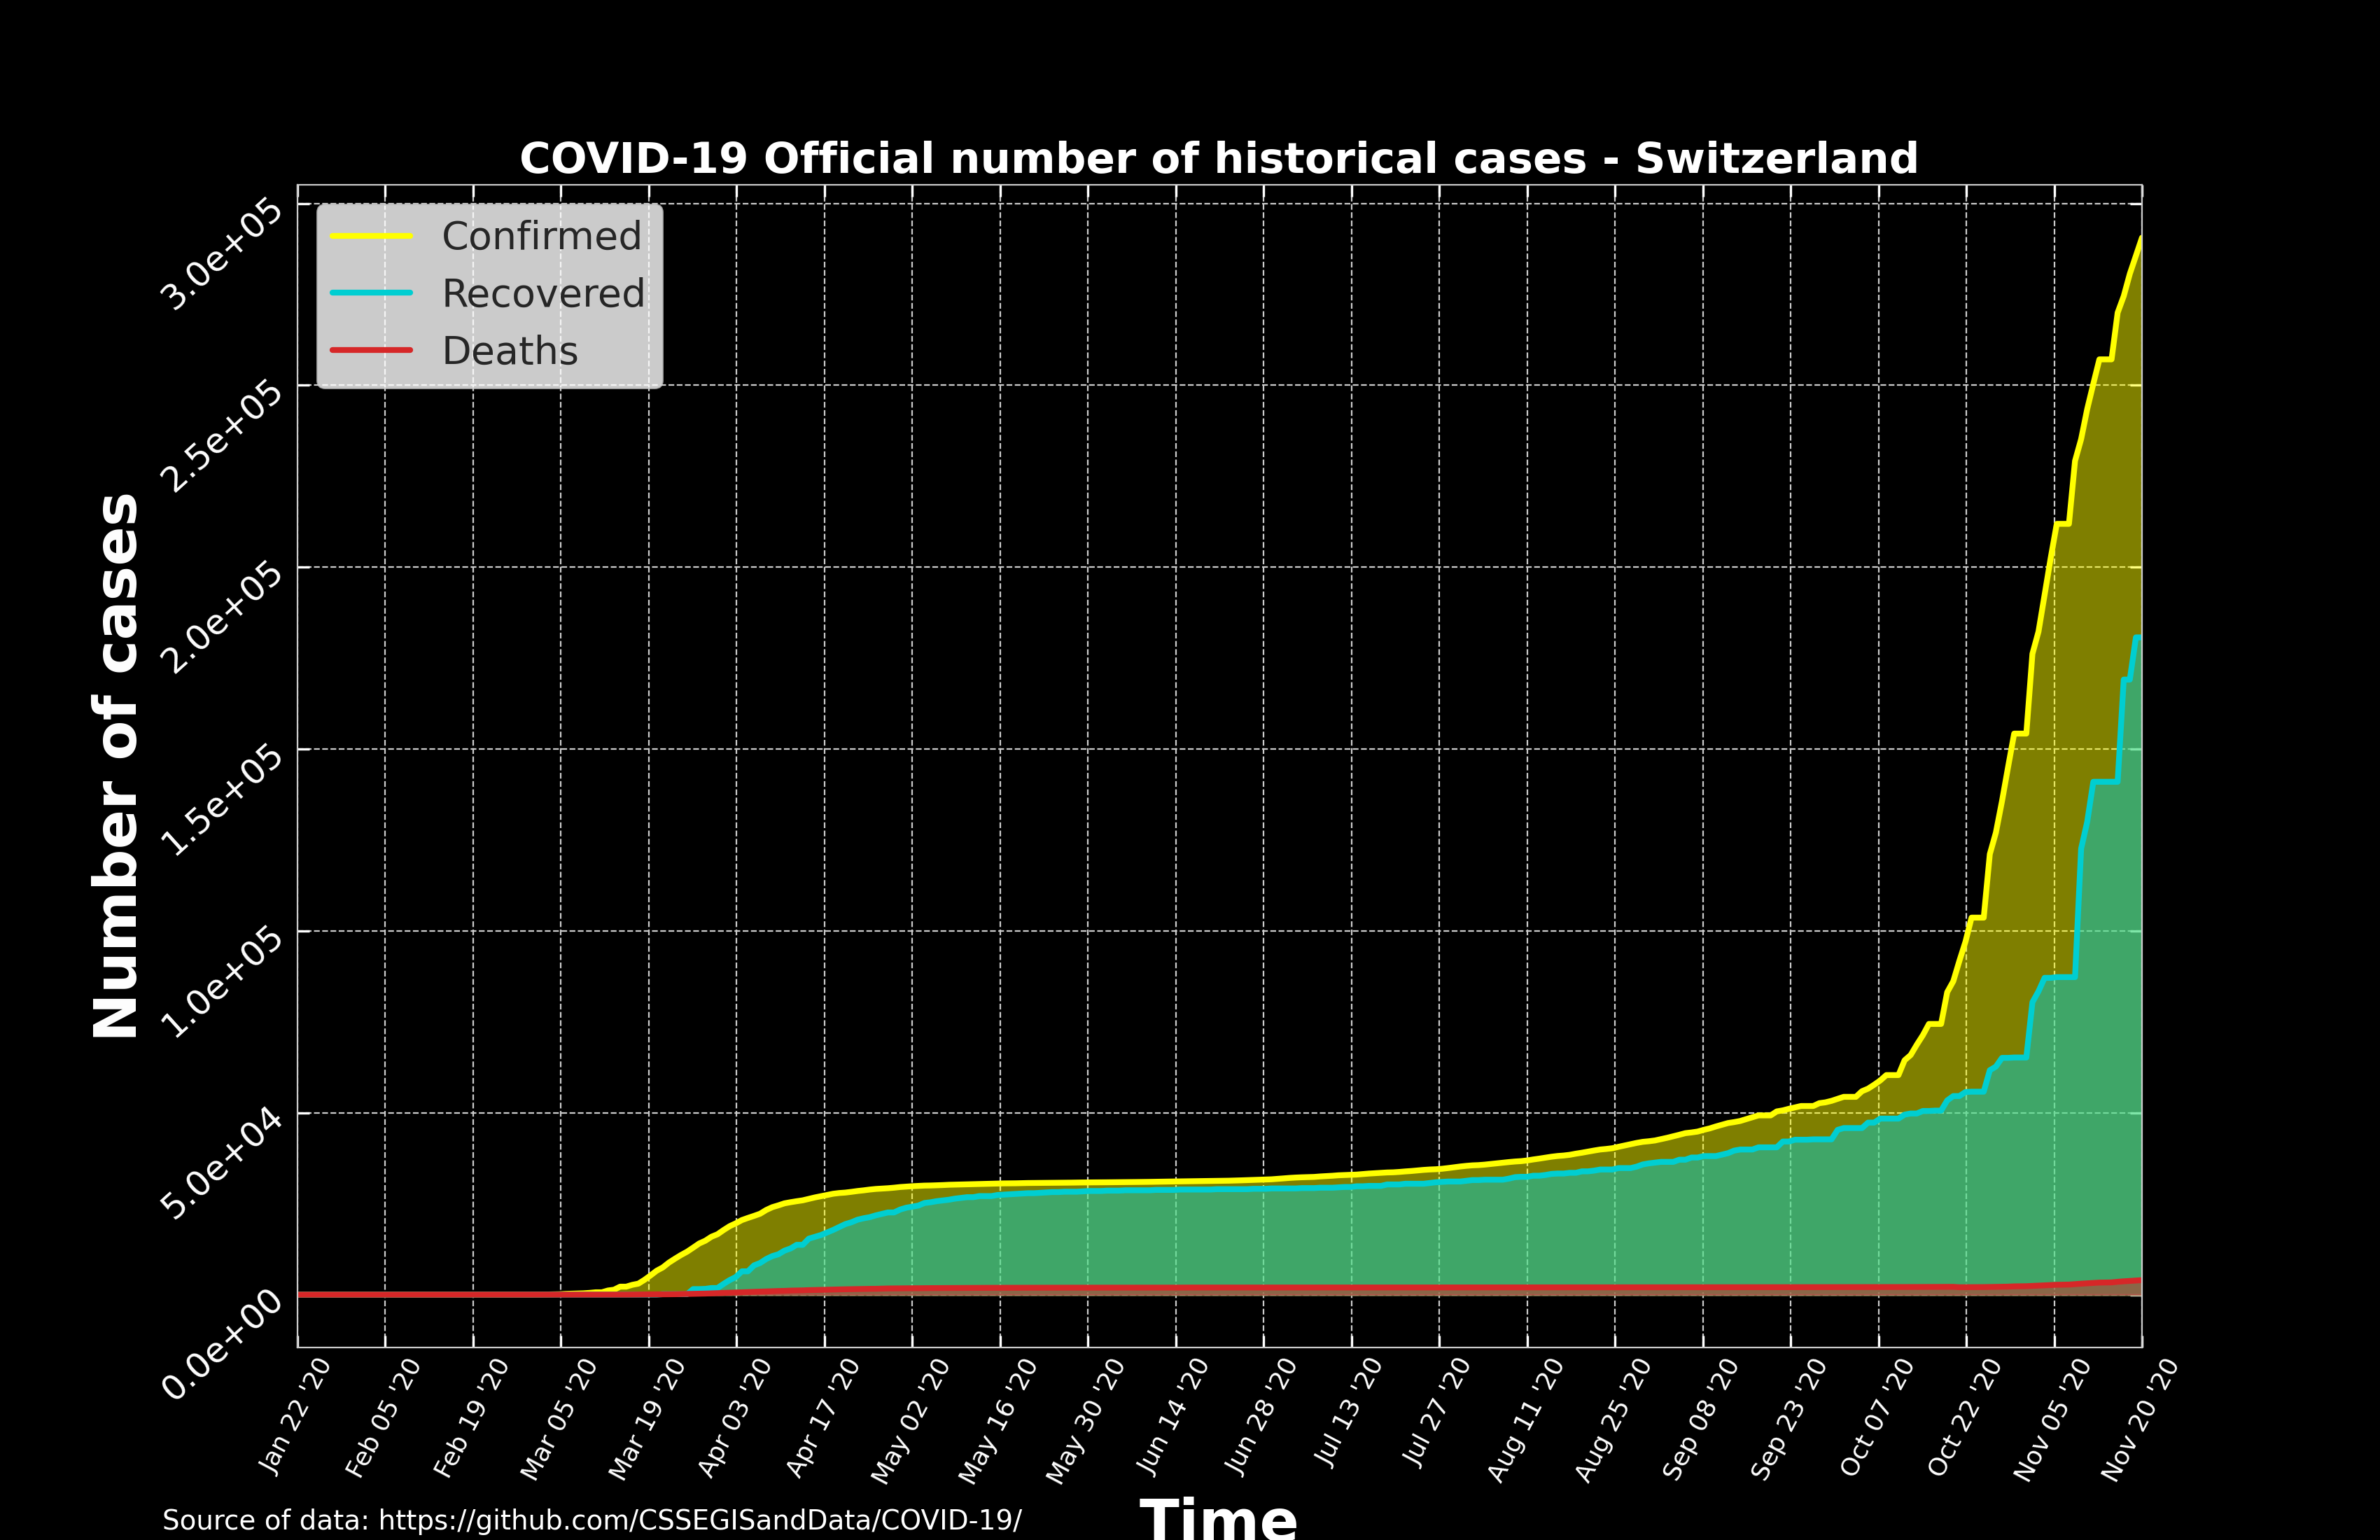 COVID-19 Official number of historical cases - Switzerland
Confirmed
Recovered
Deaths
Number of cases
3.0e+05
2.5e+05
2.0e+05
1.5e+05
1.0e+05
5.0e+04
0.0e+00
Jan 22 '20
Feb 05 '20
Feb 19 '20
Mar 05 '20
Mar 19 '20
Apr 03 '20
Apr 17 '20
May 02 '20
May 16 '20
May 30 '20
Jun 14 '20
Jun 28 '20
Jul 13 '20
Jul 27 '20
Aug 11 '20
Aug 25 '20
Sep 08 '20
Sep 23 '20
Oct 07 '20
Oct 22 '20
Nov 05 '20
Nov 20 '20
Time
Source of data: https://github.com/CSSEGISandData/COVID-19/